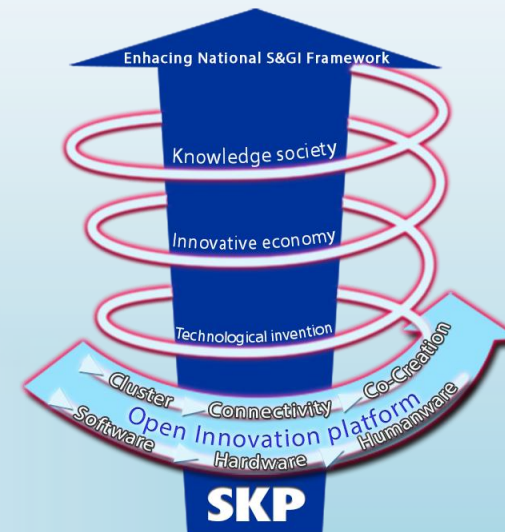 Enhacing National S&GI Framework
Knowledge society
Innovative economy
Technological invention
Cluster Connectivity Co-Creation
Open Innovation platform
Software Hardware Humanware
SKP